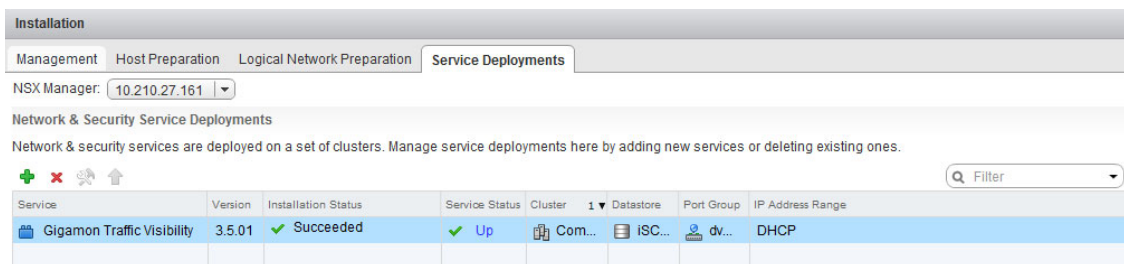 Installation
Management Host Preparation Logical Network Preparation Service Deployments
NSX Manager: 10.210.27.161
Network & Security Service Deployments
Network & security services are deployed on a set of clusters. Manage service deployments here by adding new services or deleting existing ones.
Filter
Service Version Installation Status Service Status Cluster 1 Datastore Port Group IP Address Range
Gigamon Traffic Visibility 3.5.01 Succeeded Up Com... iSC... dv... DHCP